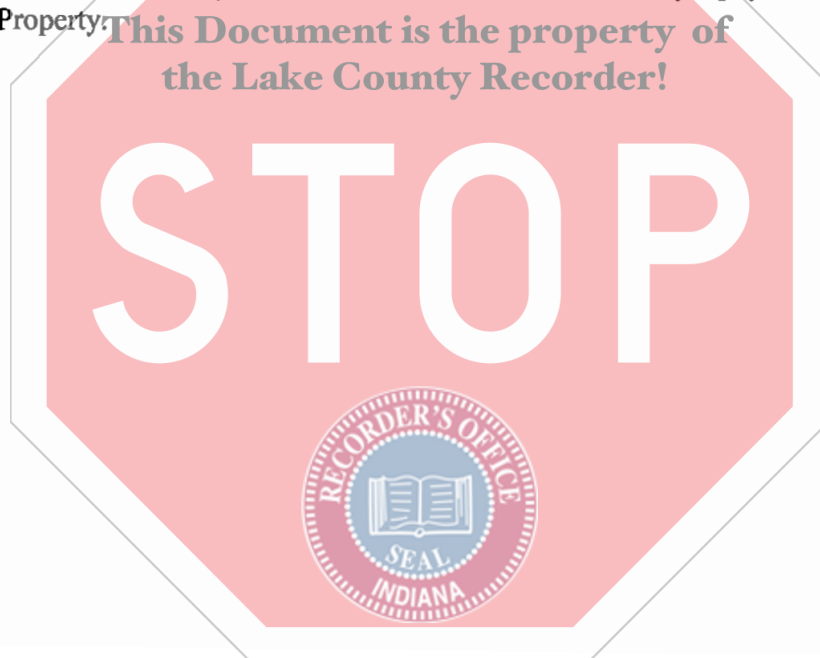 Property.
This Document is the property of
the Lake County Recorder!
STOP
RECORDER'S OFFICE
SEAL
INDIANA